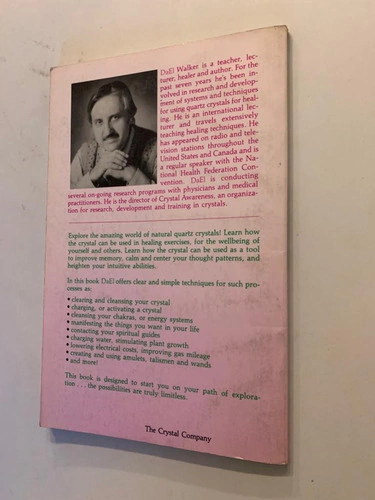 DaEl Walker is a teacher, lec-
turer, healer and author. For the
past seven years he's been in-
volved in research and develop-
ment of systems and techniques
for using quartz crystals for heal-
ing. He is an international lec-
turer and travels extensively
teaching healing techniques. He
has appeared on radio and tele-
vision stations throughout the
United States and Canada and is
a regular speaker with the Na-
tional Health Federation Con-
vention. DaEl is conducting
several on-going research programs with physicians and medical
practitioners. He is the director of Crystal Awareness, an organiza-
tion for research, development and training in crystals.
Explore the amazing world of natural quartz crystals! Learn how
the crystal can be used in healing exercises, for the wellbeing of
yourself and others. Learn how the crystal can be used as a tool
to improve memory, calm and center your thought patterns, and
heighten your intuitive abilities.
In this book DaEl offers clear and simple techniques for such pro-
cesses as:
• clearing and cleansing your crystal
• charging, or activating a crystal
• cleansing your chakras, or energy systems
• manifesting the things you want in your life
• contacting your spiritual guides
• charging water, stimulating plant growth
• lowering electrical costs, improving gas mileage
• creating and using amulets, talismen and wands
• and more!
This book is designed to start you on your path of explora-
tion . . . the possibilities are truly limitless.
The Crystal Company